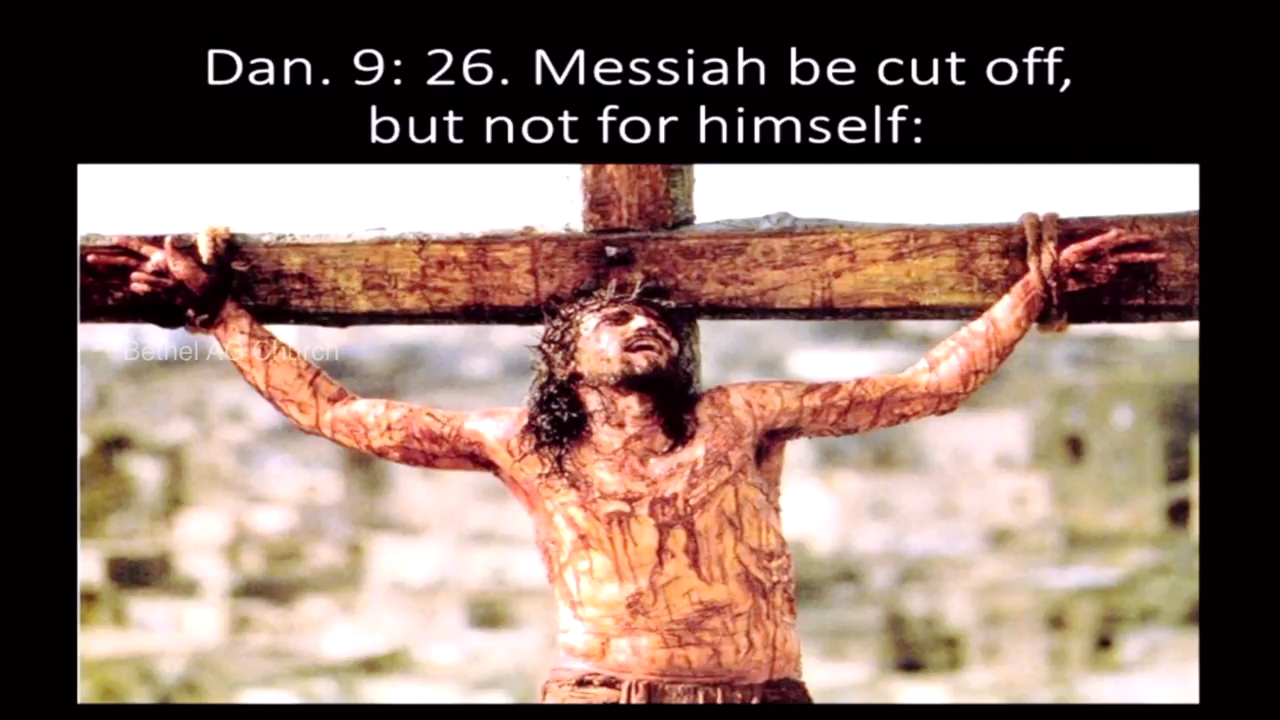 Dan. 9: 26. Messiah be cut off,
but not for himself:
Bethel AG Church